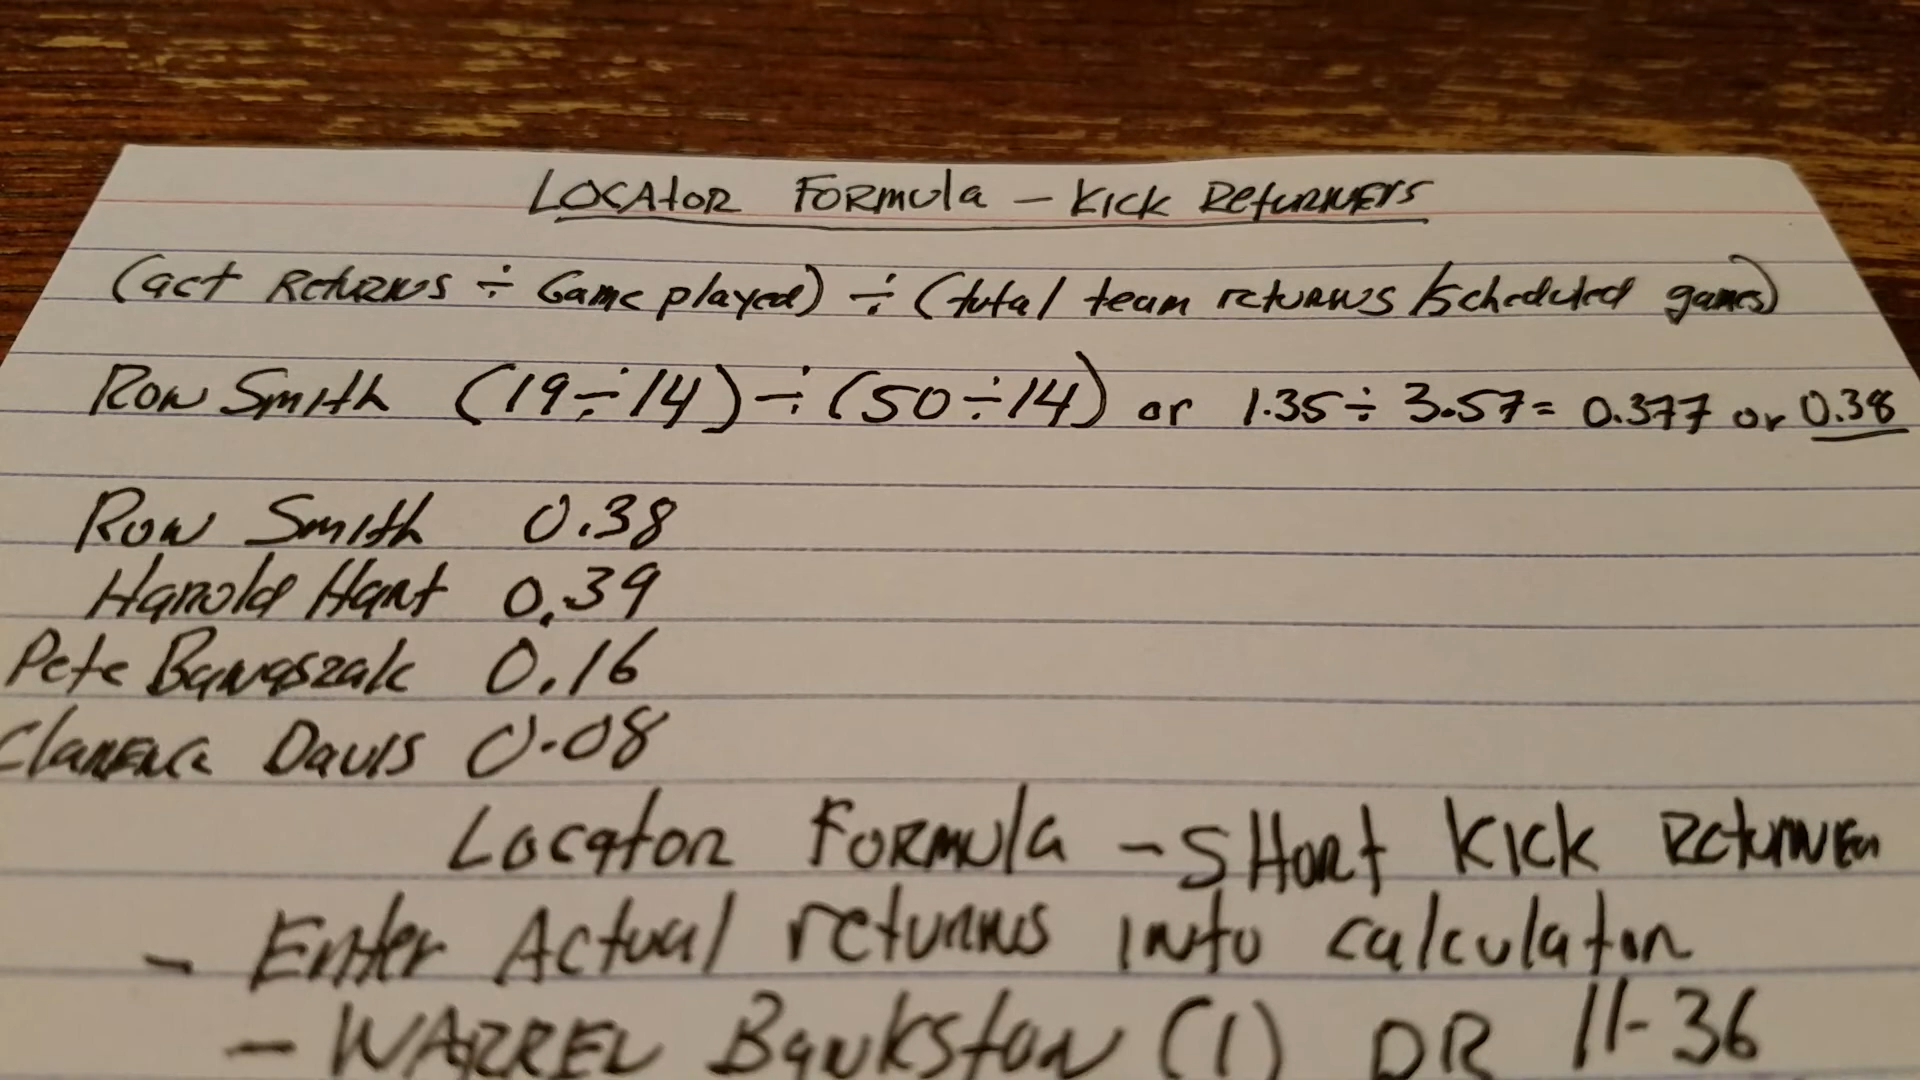 LOCATOR FORMULA - KICK RETURNERS
(act Returns ÷ Game played) ÷ (total team returns /scheduled games)
Ron Smith (19÷14) ÷ (50÷14) or 1.35 ÷ 3.57 = 0.377 or 0.38
Ron Smith 0.38
Harold Hart 0.39
Pete Banaszak 0.16
Clarence Davis 0.08
Locator Formula - SHort Kick Returner
- Enter Actual returns into calculator
- WARREN Bankston (1) DR 11-36